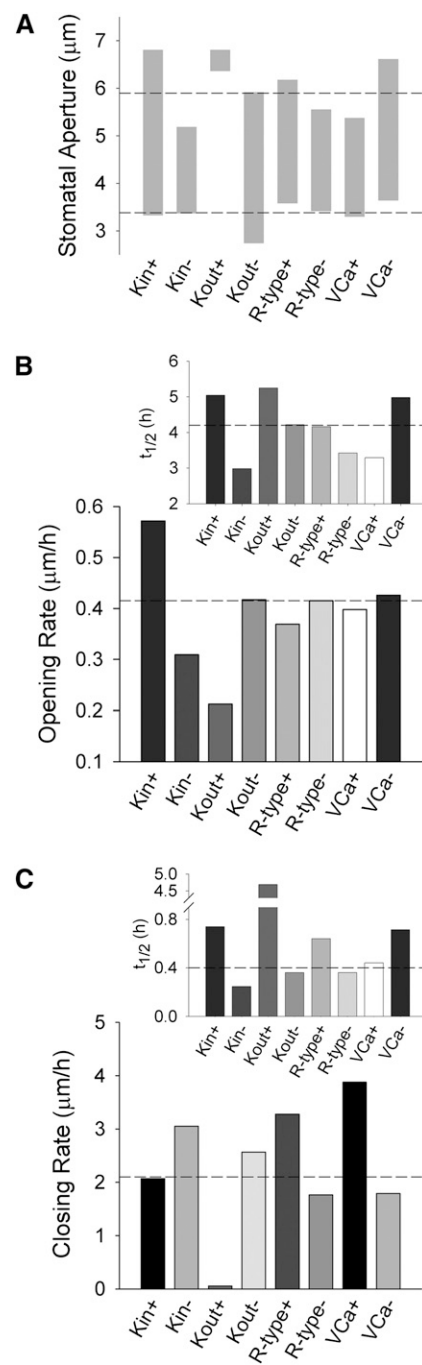 A
Stomatal Aperture (μm)
7
6
5
4
3
Kin+ Kin- Kout+ Kout- R-type+ R-type- VCa+ VCa-
B
t1/2 (h)
6
5
4
3
2
Kin+ Kin- Kout+ Kout- R-type+ R-type- VCa+ VCa-
Opening Rate (μm/h)
0.6
0.5
0.4
0.3
0.2
0.1
Kin+ Kin- Kout+ Kout- R-type+ R-type- VCa+ VCa-
C
t1/2 (h)
5.0
4.5
0.8
0.4
0.0
Kin+ Kin- Kout+ Kout- R-type+ R-type- VCa+ VCa-
Closing Rate (μm/h)
5
4
3
2
1
0
Kin+ Kin- Kout+ Kout- R-type+ R-type- VCa+ VCa-